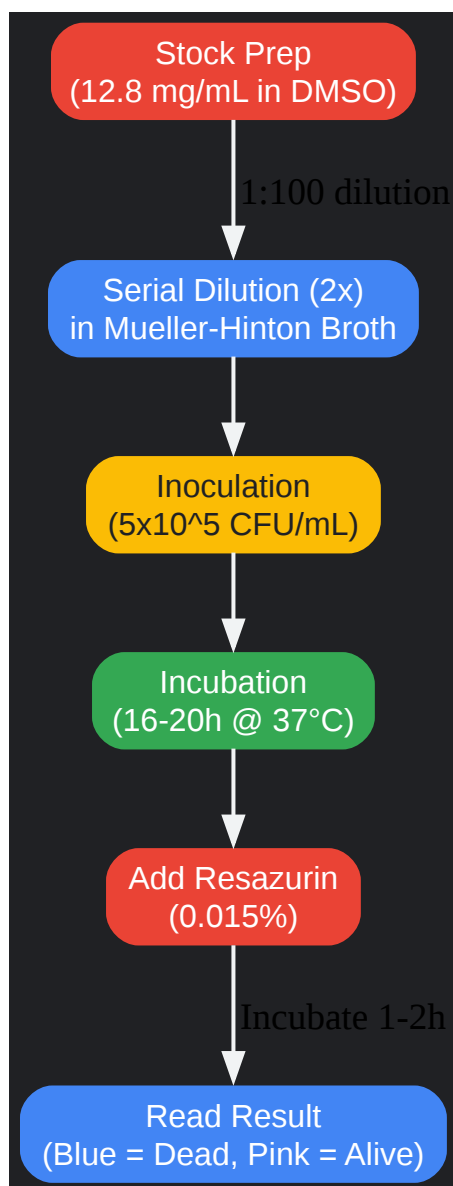 Stock Prep
(12.8 mg/mL in DMSO)
1:100 dilution
Serial Dilution (2x)
in Mueller-Hinton Broth
Inoculation
(5x10^5 CFU/mL)
Incubation
(16-20h @ 37°C)
Add Resazurin
(0.015%)
Incubate 1-2h
Read Result
(Blue = Dead, Pink = Alive)